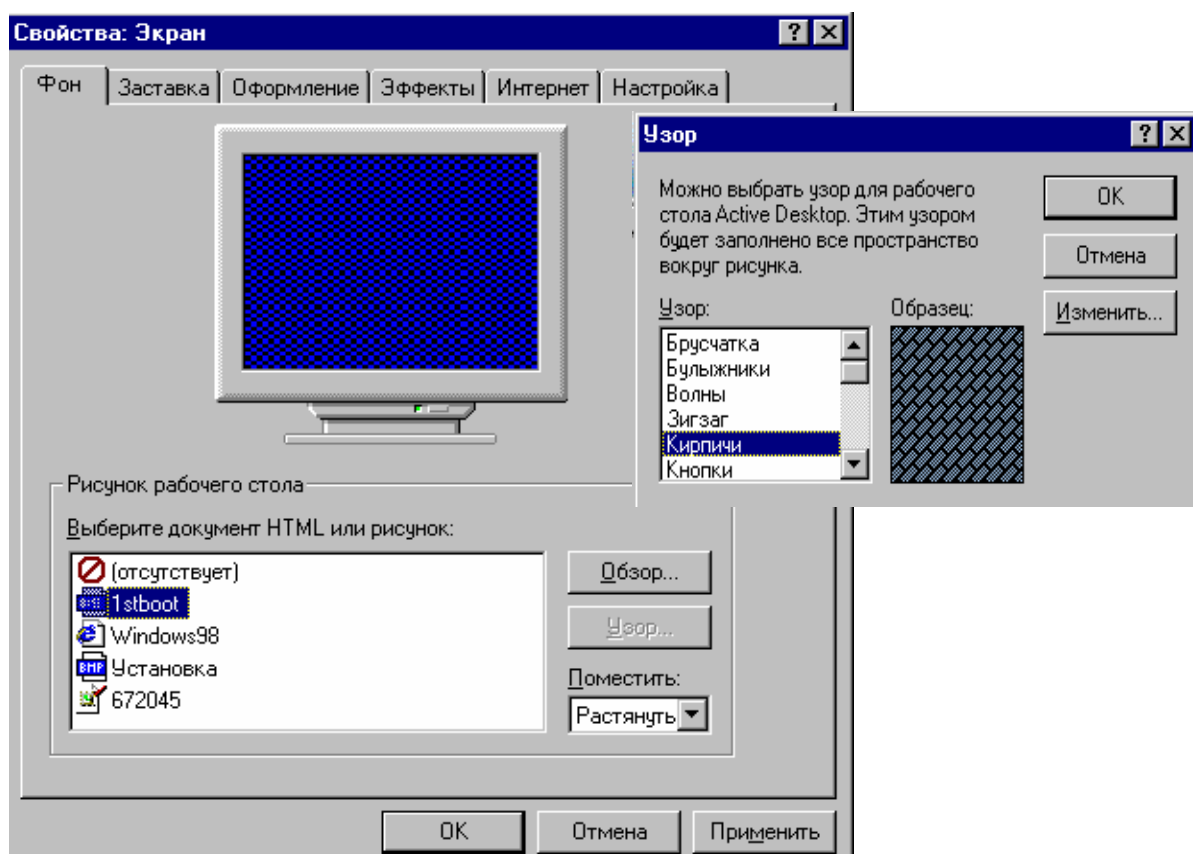 Свойства: Экран
Фон
Заставка
Оформление
Эффекты
Интернет
Настройка
Рисунок рабочего стола
Выберите документ HTML или рисунок:
(отсутствует)
1stboot
Windows98
Установка
672045
Обзор...
Узор...
Поместить:
Растянуть
OK
Отмена
Применить
Узор
Можно выбрать узор для рабочего
стола Active Desktop. Этим узором
будет заполнено все пространство
вокруг рисунка.
Узор:
Брусчатка
Булыжники
Волны
Зигзаг
Кирпичи
Кнопки
Образец:
OK
Отмена
Изменить...